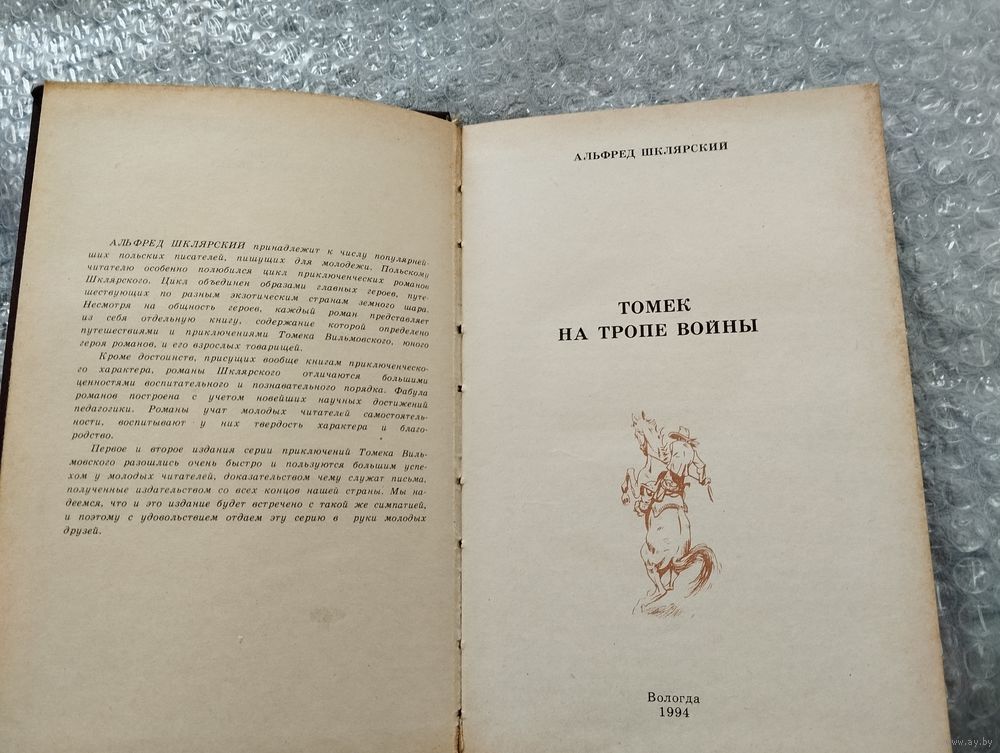 АЛЬФРЕД ШКЛЯРСКИЙ принадлежит к числу популярней-
ших польских писателей, пишущих для молодежи. Польскому
читателю особенно полюбился цикл приключенческих романов
Шклярского. Цикл объединен образами главных героев, путе-
шествующих по разным экзотическим странам земного шара.
Несмотря на общность героев, каждый роман представляет
из себя отдельную книгу, содержание которой определено
путешествиями и приключениями Томека Вильмовского, юного
героя романов, и его взрослых товарищей.
Кроме достоинств, присущих вообще книгам приключенческо-
го характера, романы Шклярского отличаются большими
ценностями воспитательного и познавательного порядка. Фабула
романов построена с учетом новейших научных достижений
педагогики. Романы учат молодых читателей самостоятель-
ности, воспитывают у них твердость характера и благо-
родство.
Первое и второе издания серии приключений Томека Виль-
мовского разошлись очень быстро и пользуются большим успе-
хом у молодых читателей, доказательством чему служат письма,
полученные издательством со всех концов нашей страны. Мы на-
деемся, что и это издание будет встречено с такой же симпатией,
и поэтому с удовольствием отдаем эту серию в руки молодых
друзей.
АЛЬФРЕД ШКЛЯРСКИЙ
ТОМЕК
НА ТРОПЕ ВОЙНЫ
Вологда
1994
www.ay.by